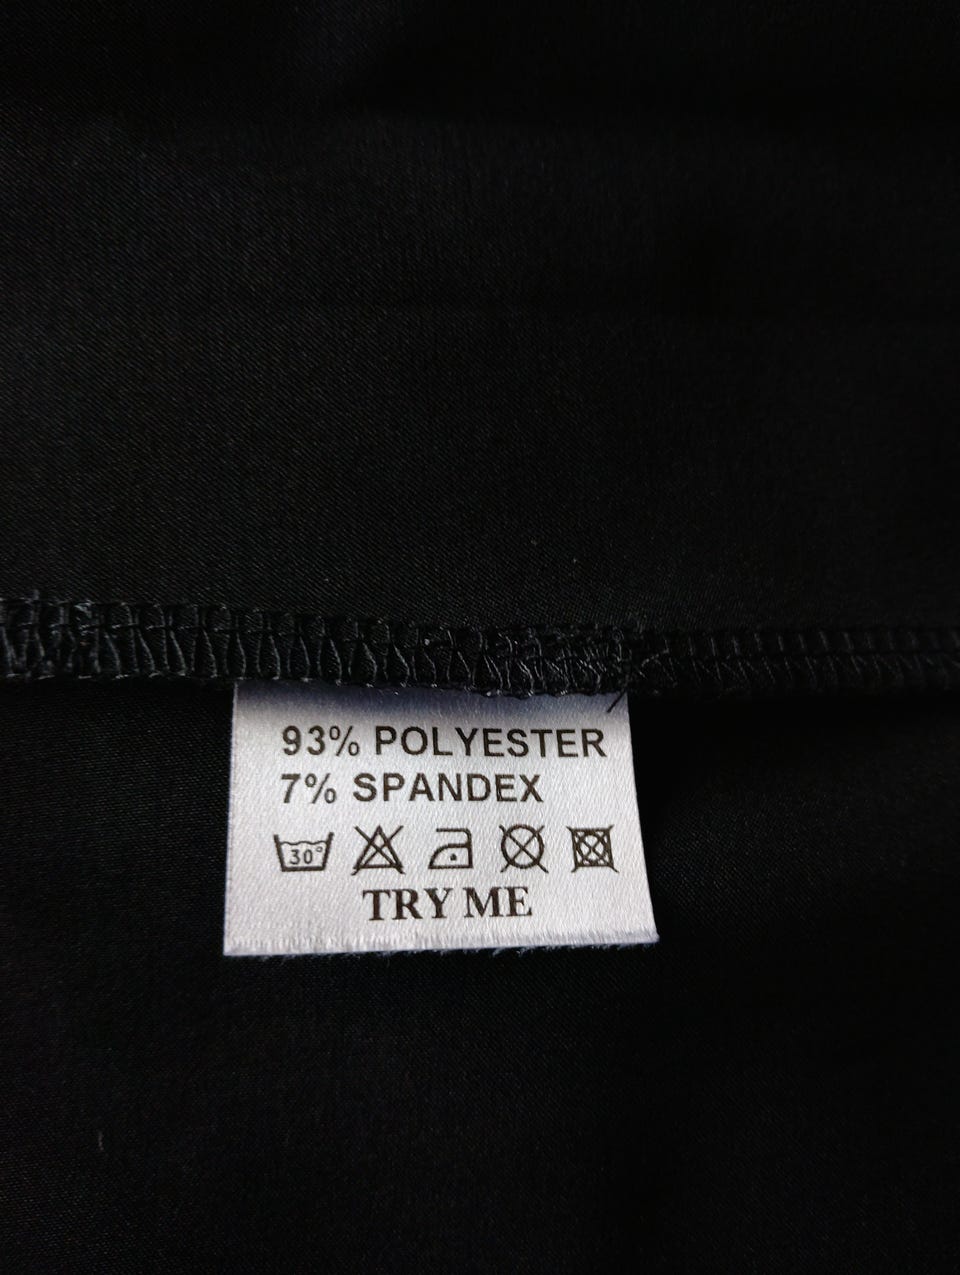 93% POLYESTER
7% SPANDEX
30°
TRY ME